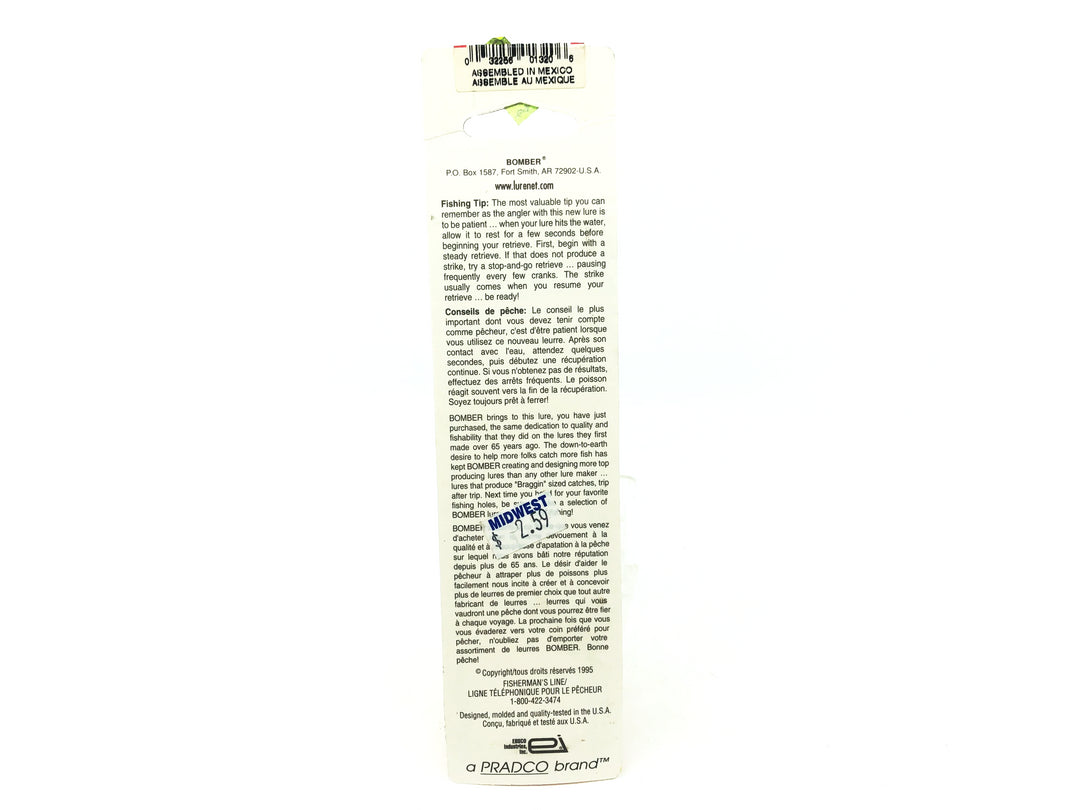 0 32256 01320 6
ASSEMBLED IN MEXICO
ASSEMBLE AU MEXIQUE
BOMBER®
P.O. Box 1587, Fort Smith, AR 72902-U.S.A.
www.lurenet.com
Fishing Tip: The most valuable tip you can
remember as the angler with this new lure is
to be patient ... when your lure hits the water,
allow it to rest for a few seconds before
beginning your retrieve. First, begin with a
steady retrieve. If that does not produce a
strike, try a stop-and-go retrieve ... pausing
frequently every few cranks. The strike
usually comes when you resume your
retrieve ... be ready!
Conseils de pêche: Le conseil le plus
important dont vous devez tenir compte
comme pêcheur, c'est d'être patient lorsque
vous utilisez ce nouveau leurre. Après son
contact avec l'eau, attendez quelques
secondes, puis débutez une récupération
continue. Si vous n'obtenez pas de résultats,
effectuez des arrêts fréquents. Le poisson
réagit souvent vers la fin de la récupération.
Soyez toujours prêt à ferrer!
BOMBER brings to this lure, you have just
purchased, the same dedication to quality and
fishability that they did on the lures they first
made over 65 years ago. The down-to-earth
desire to help more folks catch more fish has
kept BOMBER creating and designing more top
producing lures than any other lure maker ...
lures that produce "Braggin" sized catches, trip
after trip. Next time you for your favorite
fishing holes, be a selection of
BOMBER
MIDWEST
$ 2.59
BOMBER vous venez
d'acheter à la
qualité et à d'apatation à la pêche
sur lequel avons bâti notre réputation
depuis plus de 65 ans. Le désir d'aider le
pêcheur à attraper plus de poissons plus
facilement nous incite à créer et à concevoir
plus de leurres de premier choix que tout autre
fabricant de leurres ... leurres qui vous
vaudront une pêche dont vous pourrez être fier
à chaque voyage. La prochaine fois que vous
vous évaderez vers votre coin préféré pour
pêcher, n'oubliez pas d'emporter votre
assortiment de leurres BOMBER. Bonne
pêche!
© Copyright/tous droits réservés 1995
FISHERMAN'S LINE/
LIGNE TÉLÉPHONIQUE POUR LE PÊCHEUR
1-800-422-3474
Designed, molded and quality-tested in the U.S.A.
Conçu, fabriqué et testé aux U.S.A.
EBSCO
Industries,
Inc.
ei
a PRADCO brand™